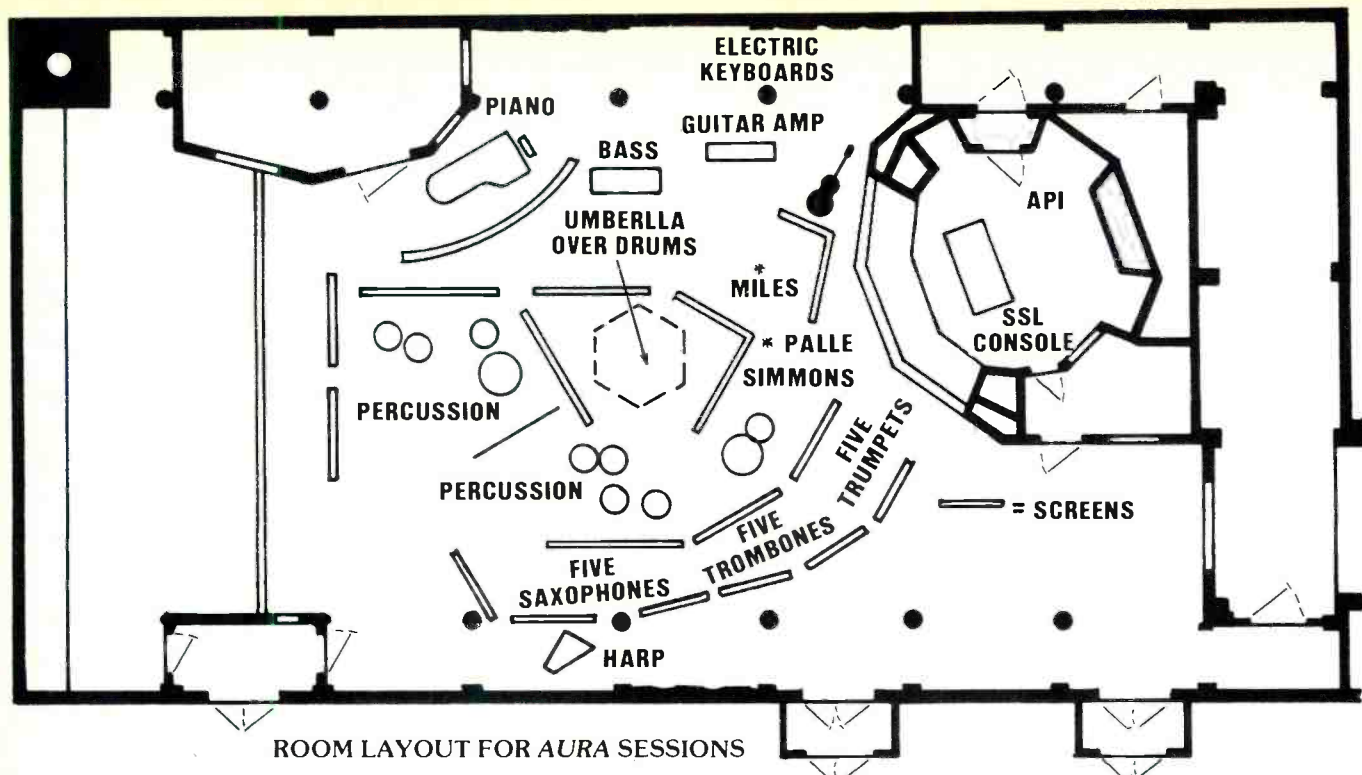 ELECTRIC
KEYBOARDS
PIANO
GUITAR AMP
BASS
UMBERLLA
OVER DRUMS
API
*
MILES
SSL
CONSOLE
* PALLE
SIMMONS
PERCUSSION
FIVE
TRUMPETS
PERCUSSION
= SCREENS
FIVE
TROMBONES
FIVE
SAXOPHONES
HARP
ROOM LAYOUT FOR AURA SESSIONS